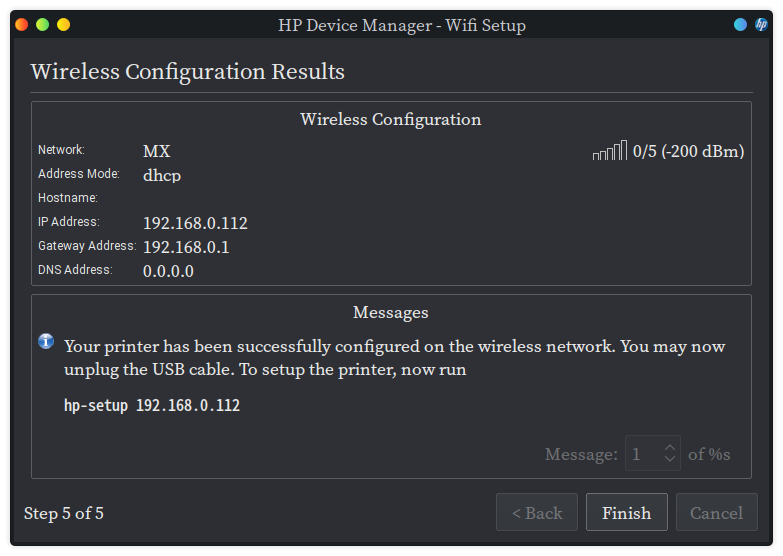 HP Device Manager - Wifi Setup
hp
Wireless Configuration Results
Wireless Configuration
Network: MX 0/5 (-200 dBm)
Address Mode: dhcp
Hostname:
IP Address: 192.168.0.112
Gateway Address: 192.168.0.1
DNS Address: 0.0.0.0
Messages
Your printer has been successfully configured on the wireless network. You may now
unplug the USB cable. To setup the printer, now run
hp-setup 192.168.0.112
Message: 1 of %s
Step 5 of 5 < Back Finish Cancel